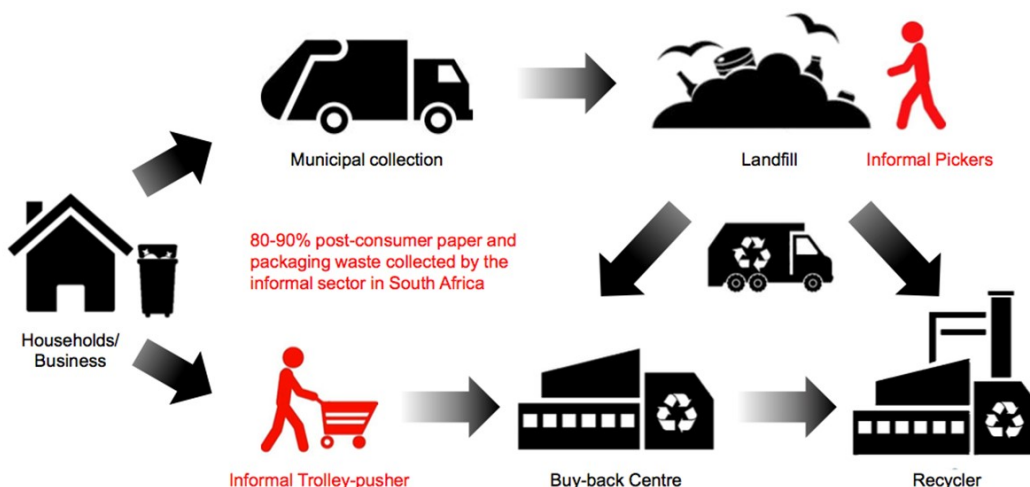 Municipal collection
Landfill
Informal Pickers
80-90% post-consumer paper and
packaging waste collected by the
informal sector in South Africa
Households/
Business
Informal Trolley-pusher
Buy-back Centre
Recycler